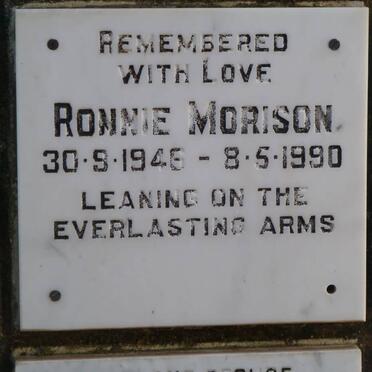 REMEMBERED
WITH LOVE
RONNIE MORISON
30·9·1946 - 8·5·1990
LEANING ON THE
EVERLASTING ARMS